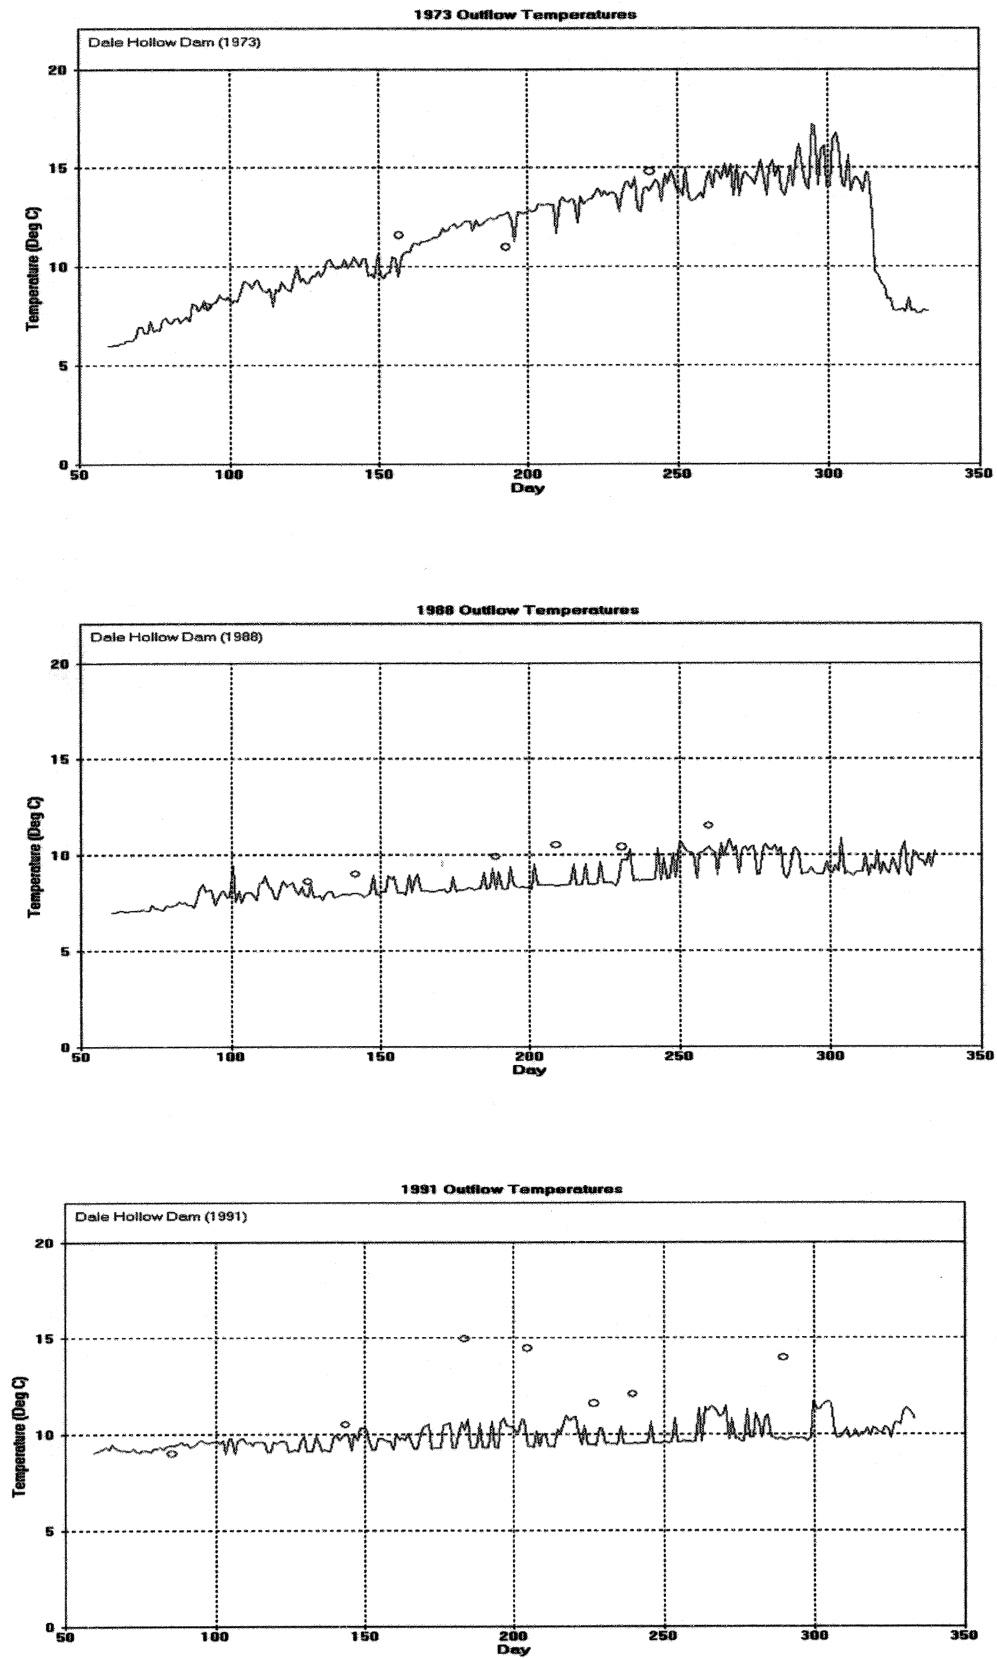 1973 Outflow Temperatures
Dale Hollow Dam (1973)
20
15
10
5
0
Temperature (Deg C)
50 100 150 200 250 300 350
Day
1988 Outflow Temperatures
Dale Hollow Dam (1988)
20
15
10
5
0
Temperature (Deg C)
50 100 150 200 250 300 350
Day
1991 Outflow Temperatures
Dale Hollow Dam (1991)
20
15
10
5
0
Temperature (Deg C)
50 100 150 200 250 300 350
Day